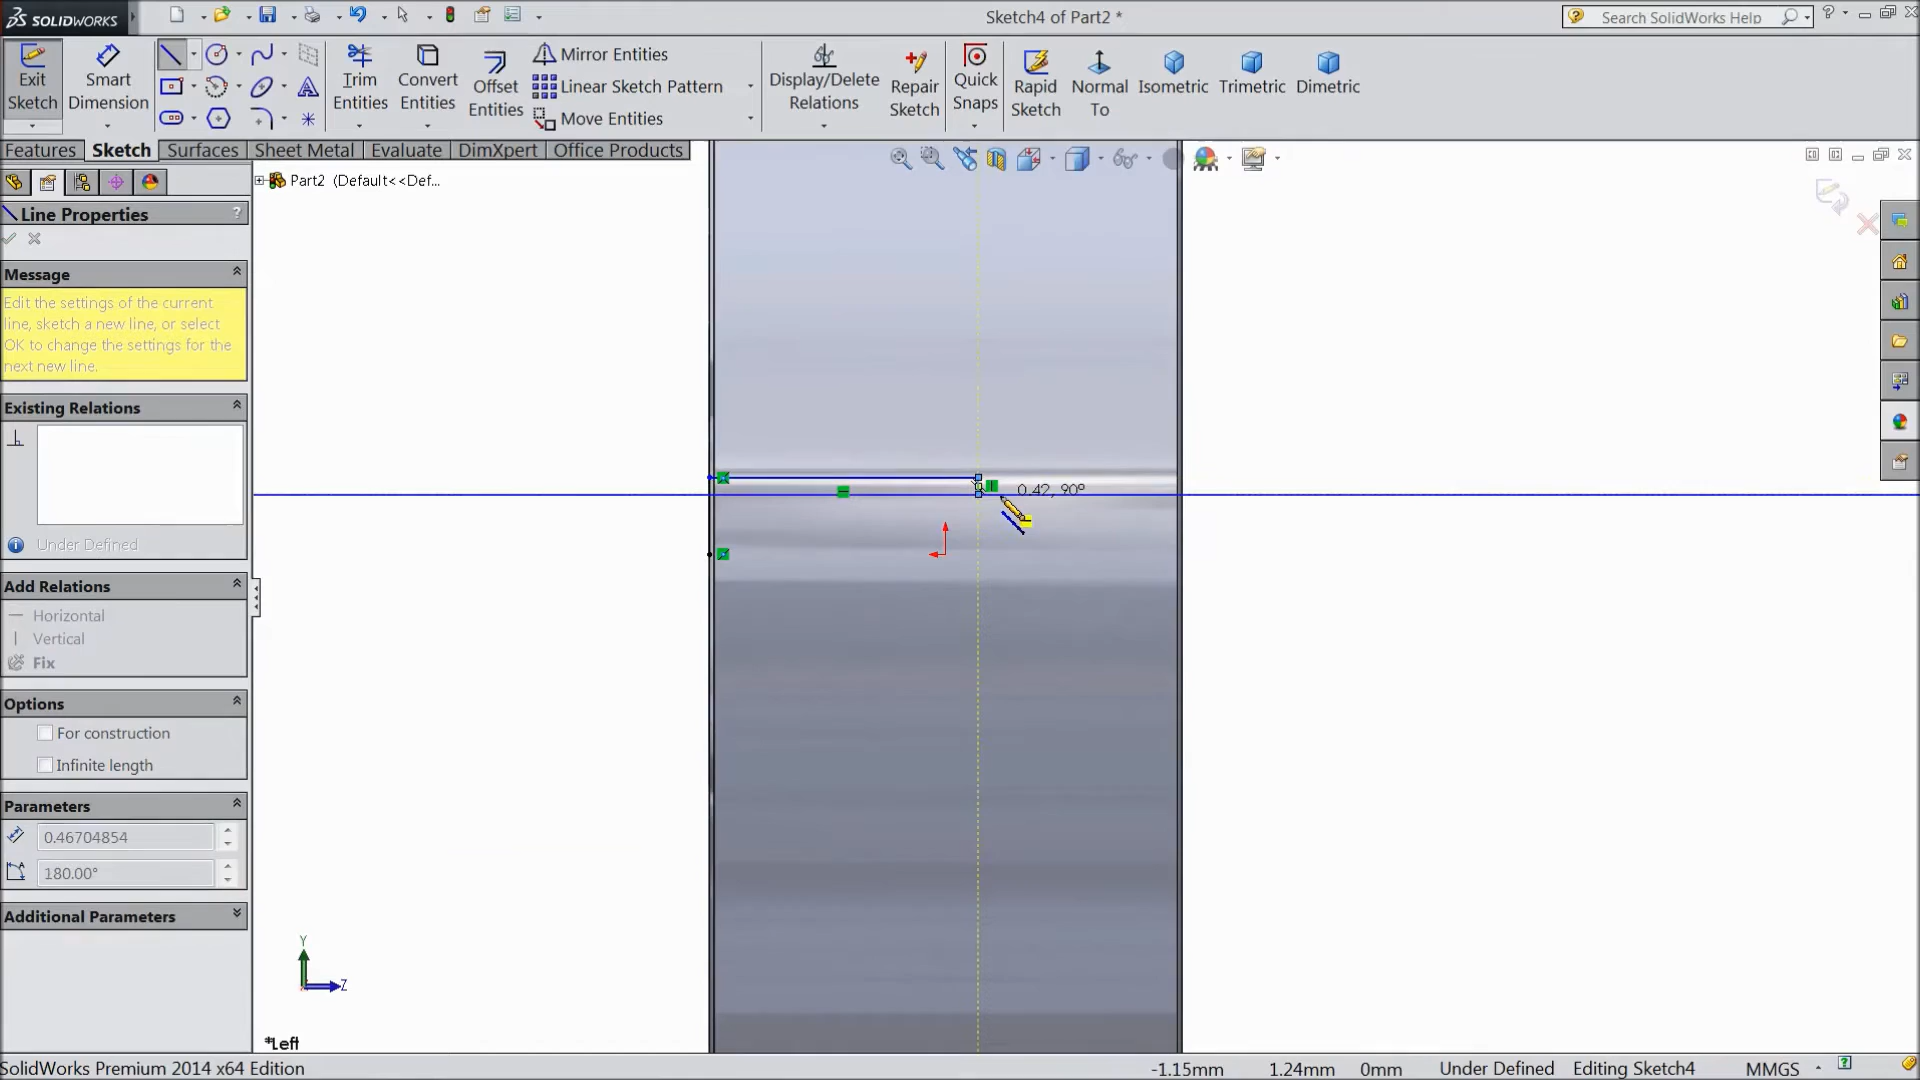 SOLIDWORKS
Sketch4 of Part2 *
Search SolidWorks Help
?
Exit Sketch
Smart Dimension
Trim Entities
Convert Entities
Offset Entities
Mirror Entities
Linear Sketch Pattern
Move Entities
Display/Delete Relations
Repair Sketch
Quick Snaps
Rapid Sketch
Normal To
Isometric
Trimetric
Dimetric
Features
Sketch
Surfaces
Sheet Metal
Evaluate
DimXpert
Office Products
Part2 (Default<<Def...
Line Properties
?
Message
Edit the settings of the current
line, sketch a new line, or select
OK to change the settings for the
next new line.
Existing Relations
Under Defined
Add Relations
Horizontal
Vertical
Fix
Options
For construction
Infinite length
Parameters
0.46704854
180.00°
Additional Parameters
0.42, 90°
Y
Z
*Left
SolidWorks Premium 2014 x64 Edition
-1.15mm
1.24mm
0mm
Under Defined
Editing Sketch4
MMGS
?